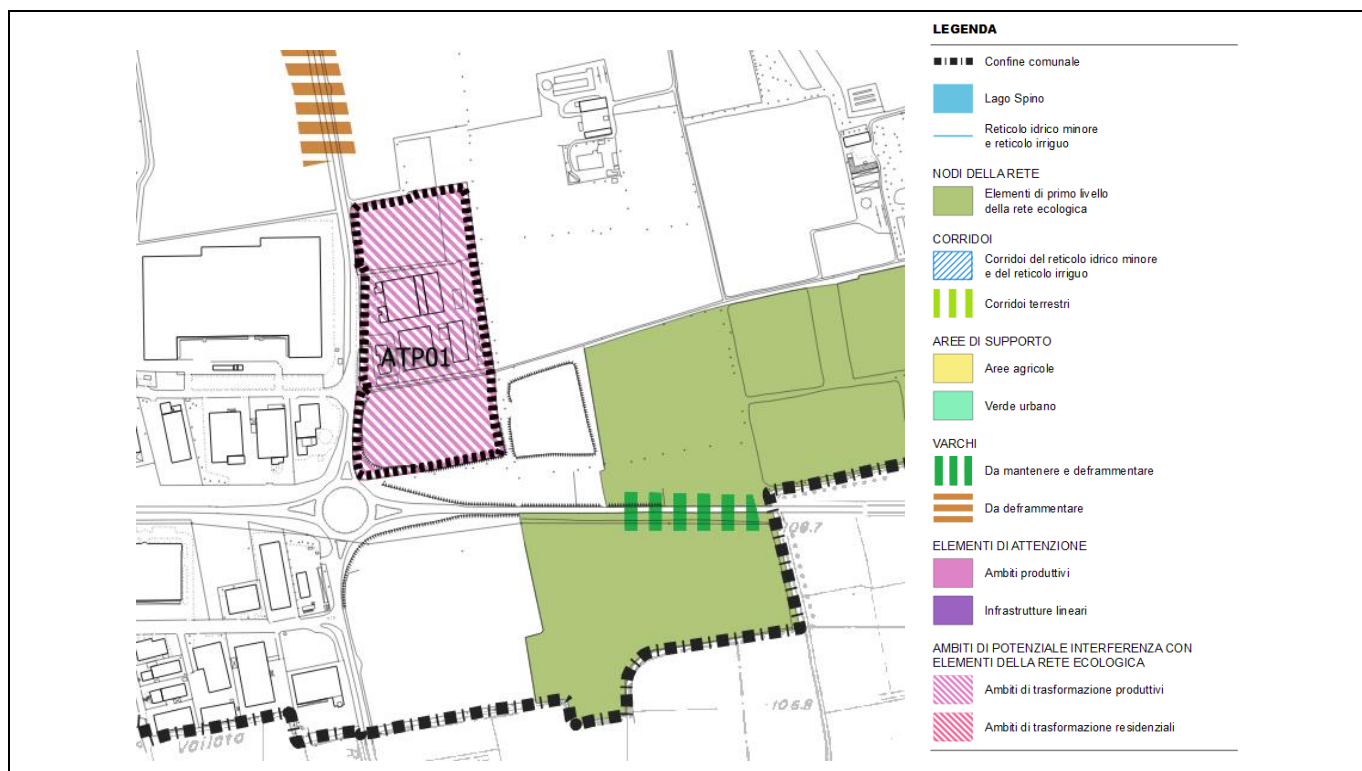 LEGENDA
Confine comunale
Lago Spino
Reticolo idrico minore
e reticolo irriguo
NODI DELLA RETE
Elementi di primo livello
della rete ecologica
CORRIDOI
Corridoi del reticolo idrico minore
e del reticolo irriguo
Corridoi terrestri
AREE DI SUPPORTO
Aree agricole
Verde urbano
VARCHI
Da mantenere e deframmentare
Da deframmentare
ELEMENTI DI ATTENZIONE
Ambiti produttivi
Infrastrutture lineari
AMBITI DI POTENZIALE INTERFERENZA CON
ELEMENTI DELLA RETE ECOLOGICA
Ambiti di trasformazione produttivi
Ambiti di trasformazione residenziali
ATP01
106.8
Vailata